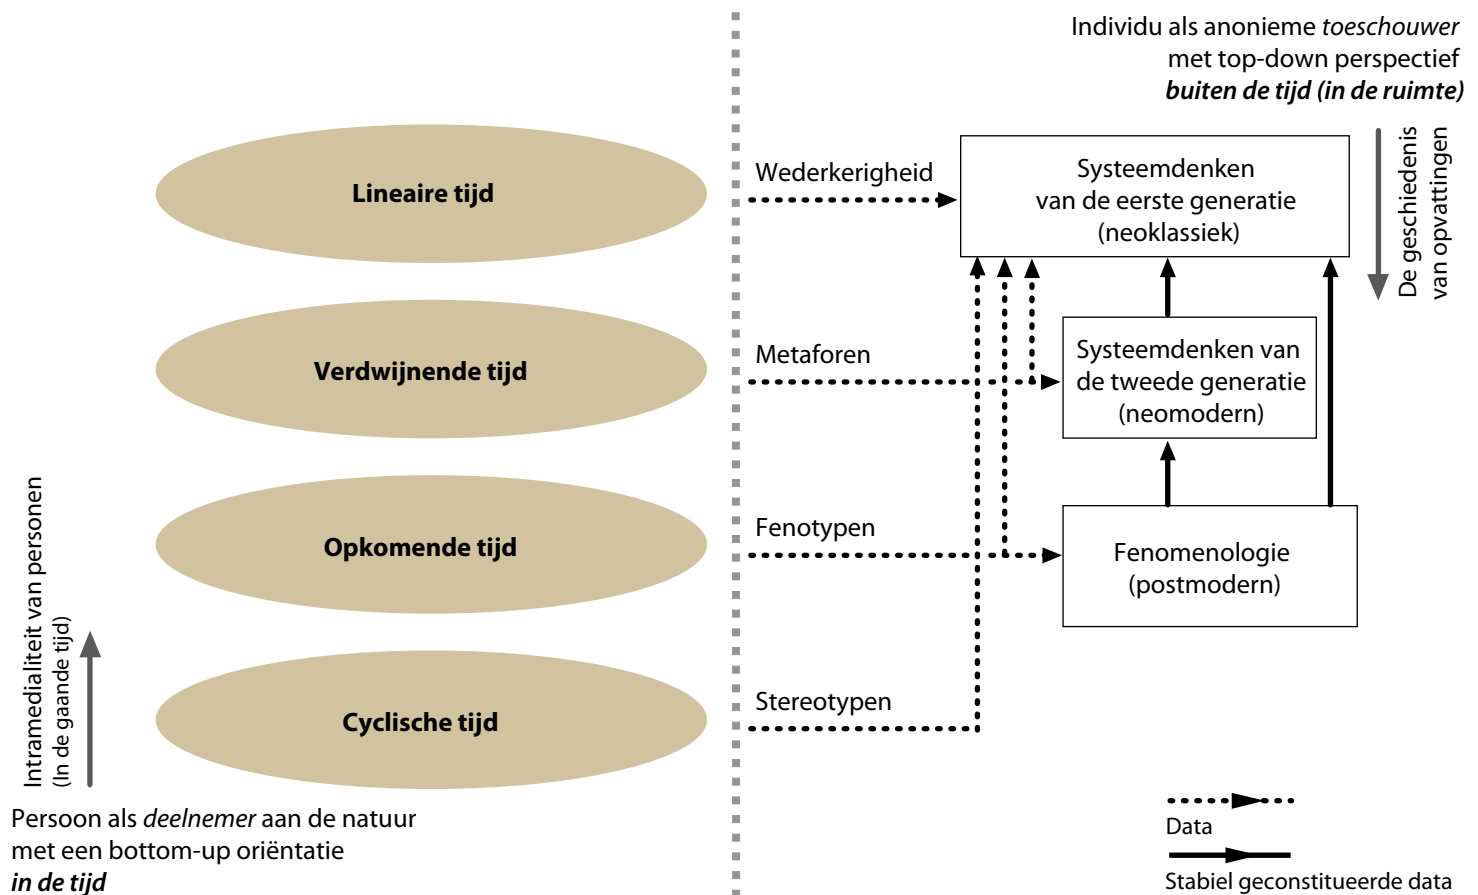 Individu als anonieme toeschouwer
met top-down perspectief
buiten de tijd (in de ruimte)
De geschiedenis
van opvattingen
Lineaire tijd
Wederkerigheid
Systeemdenken
van de eerste generatie
(neoklassiek)
Verdwijnende tijd
Metaforen
Systeemdenken van
de tweede generatie
(neomodern)
Opkomende tijd
Fenotypen
Fenomenologie
(postmodern)
Cyclische tijd
Stereotypen
Intramedialiteit van personen
(In de gaande tijd)
Persoon als deelnemer aan de natuur
met een bottom-up oriëntatie
in de tijd
Data
Stabiel geconstitueerde data